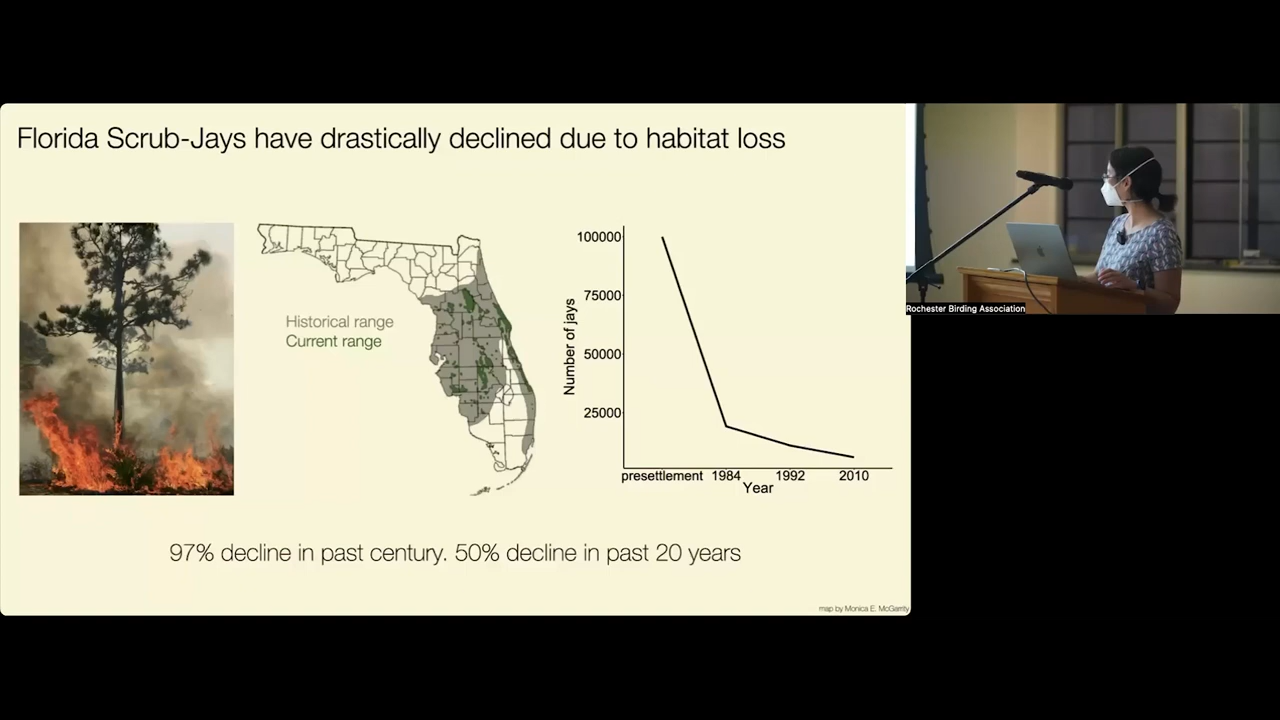 Florida Scrub-Jays have drastically declined due to habitat loss
Historical range
Current range
Number of jays
100000
75000
50000
25000
presettlement 1984 1992 2010
Year
97% decline in past century. 50% decline in past 20 years
map by Monica E. McGarrity
Rochester Birding Association